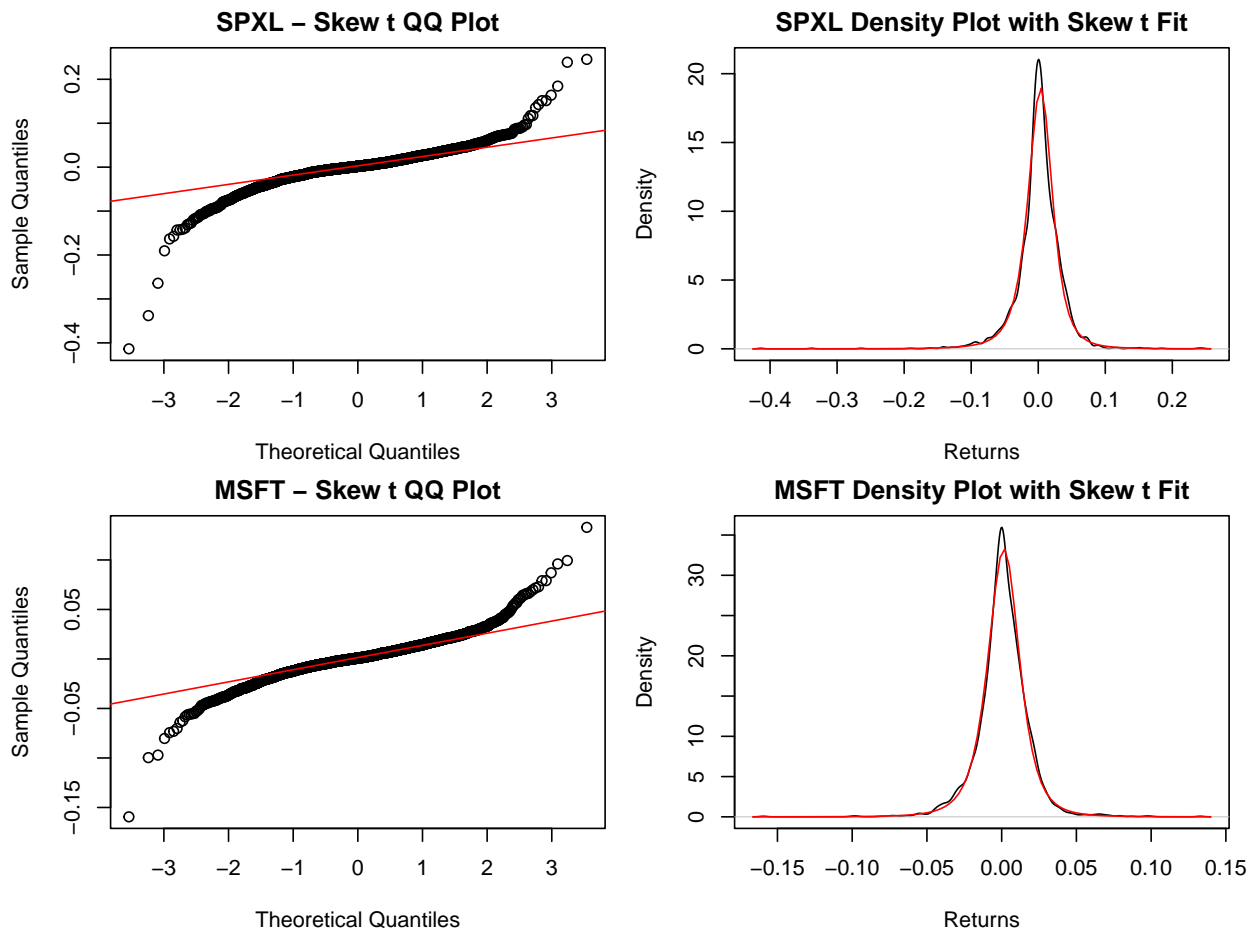 SPXL – Skew t QQ Plot
Sample Quantiles
0.2
0.0
−0.2
−0.4
−3 −2 −1 0 1 2 3
Theoretical Quantiles
SPXL Density Plot with Skew t Fit
Density
20
15
10
5
0
−0.4 −0.3 −0.2 −0.1 0.0 0.1 0.2
Returns
MSFT – Skew t QQ Plot
Sample Quantiles
0.05
−0.05
−0.15
−3 −2 −1 0 1 2 3
Theoretical Quantiles
MSFT Density Plot with Skew t Fit
Density
30
20
10
5
0
−0.15 −0.10 −0.05 0.00 0.05 0.10 0.15
Returns